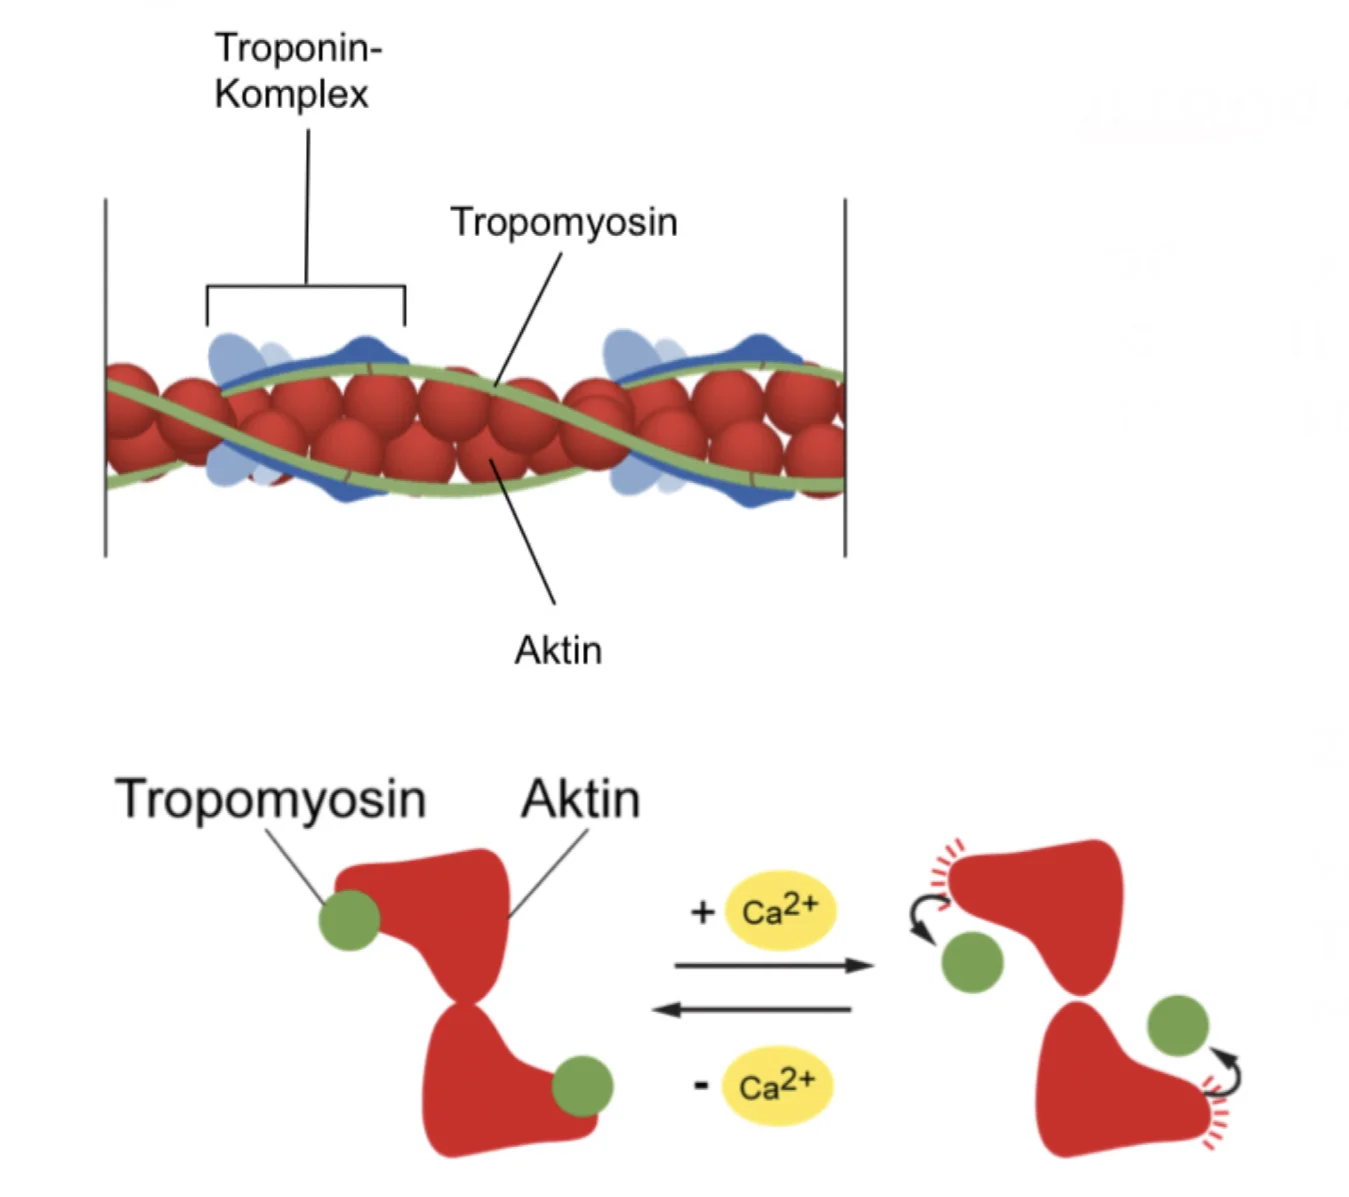 Troponin-
Komplex
Tropomyosin
Aktin
Tropomyosin
Aktin
+ Ca2+
- Ca2+